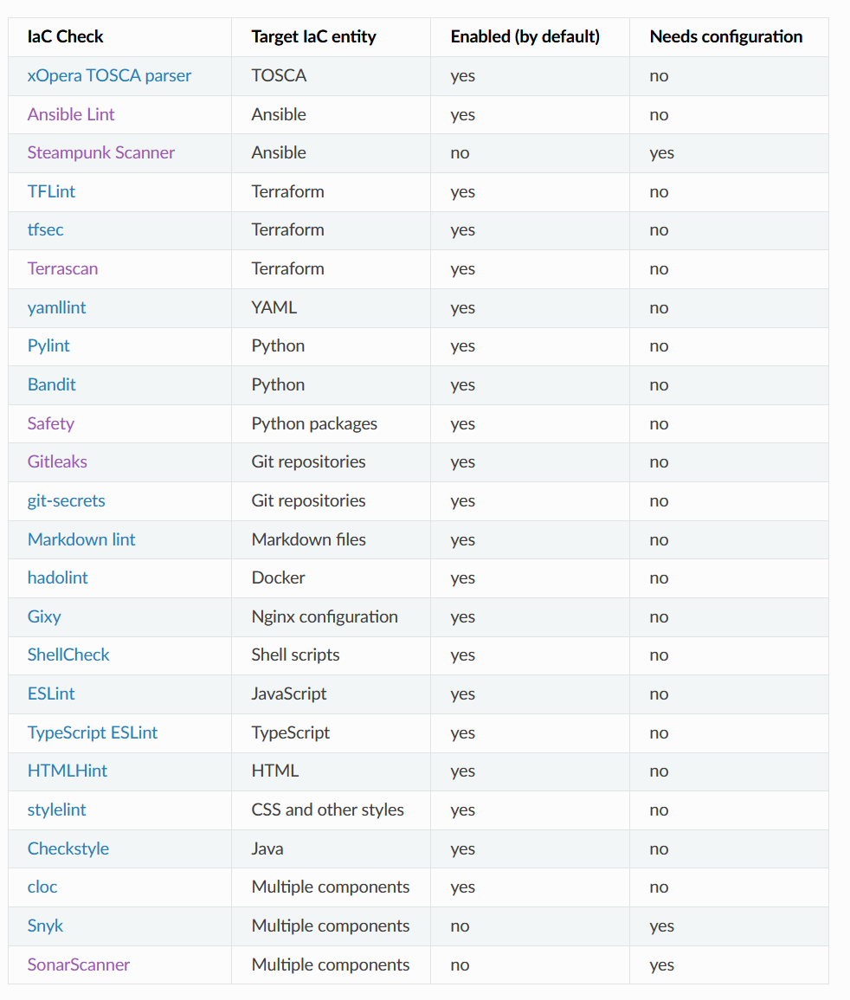 IaC Check Target IaC entity Enabled (by default) Needs configuration
xOpera TOSCA parser TOSCA yes no
Ansible Lint Ansible yes no
Steampunk Scanner Ansible no yes
TFLint Terraform yes no
tfsec Terraform yes no
Terrascan Terraform yes no
yamllint YAML yes no
Pylint Python yes no
Bandit Python yes no
Safety Python packages yes no
Gitleaks Git repositories yes no
git-secrets Git repositories yes no
Markdown lint Markdown files yes no
hadolint Docker yes no
Gixy Nginx configuration yes no
ShellCheck Shell scripts yes no
ESLint JavaScript yes no
TypeScript ESLint TypeScript yes no
HTMLHint HTML yes no
stylelint CSS and other styles yes no
Checkstyle Java yes no
cloc Multiple components yes no
Snyk Multiple components no yes
SonarScanner Multiple components no yes